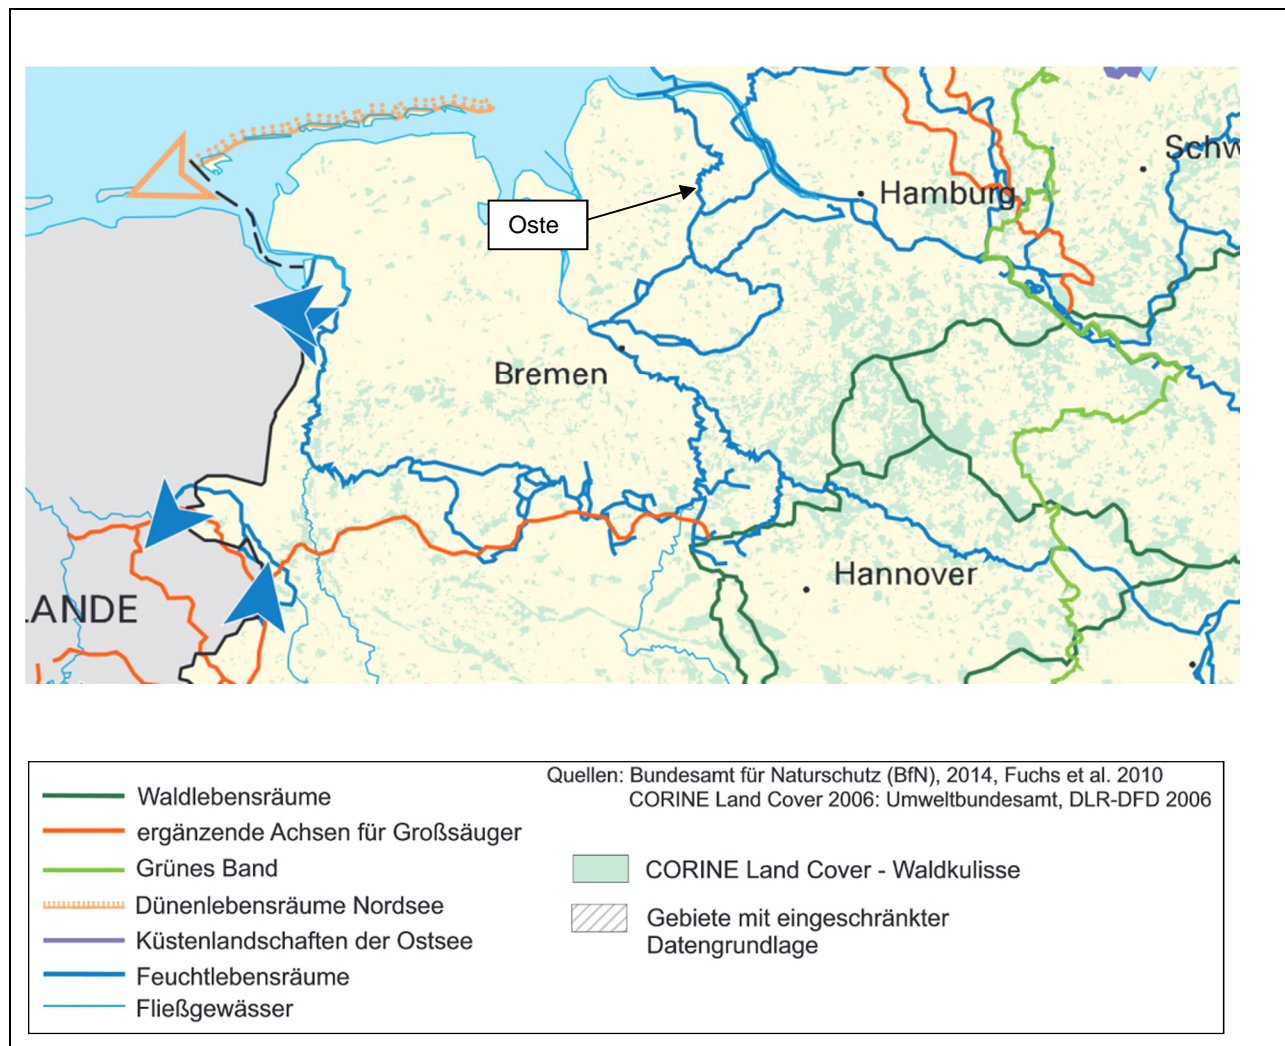 Schw
Hamburg
Oste
Bremen
Hannover
LANDE
Quellen: Bundesamt für Naturschutz (BfN), 2014, Fuchs et al. 2010
CORINE Land Cover 2006: Umweltbundesamt, DLR-DFD 2006
Waldlebensräume
ergänzende Achsen für Großsäuger
Grünes Band
Dünenlebensräume Nordsee
Küstenlandschaften der Ostsee
Feuchtlebensräume
Fließgewässer
CORINE Land Cover - Waldkulisse
Gebiete mit eingeschränkter
Datengrundlage